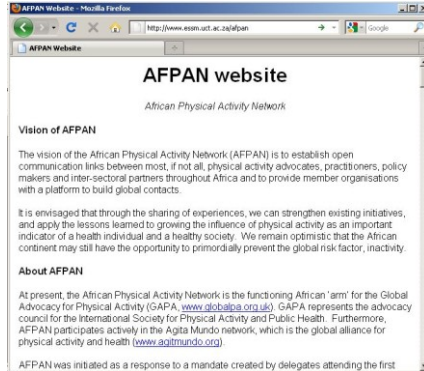 AFPAN Website - Mozilla Firefox
http://www.essm.uct.ac.za/afpan
Google
AFPAN Website
AFPAN website
African Physical Activity Network
Vision of AFPAN
The vision of the African Physical Activity Network (AFPAN) is to establish open
communication links between most, if not all, physical activity advocates, practitioners, policy
makers and inter-sectoral partners throughout Africa and to provide member organisations
with a platform to build global contacts.
It is envisaged that through the sharing of experiences, we can strengthen existing initiatives,
and apply the lessons learned to growing the influence of physical activity as an important
indicator of a health individual and a healthy society. We remain optimistic that the African
continent may still have the opportunity to primordially prevent the global risk factor, inactivity.
About AFPAN
At present, the African Physical Activity Network is the functioning African 'arm' for the Global
Advocacy for Physical Activity (GAPA, www.globalpa.org.uk). GAPA represents the advocacy
council for the International Society for Physical Activity and Public Health. Furthermore,
AFPAN participates actively in the Agita Mundo network, which is the global alliance for
physical activity and health (www.agitmundo.org).
AFPAN was initiated as a response to a mandate created by delegates attending the first